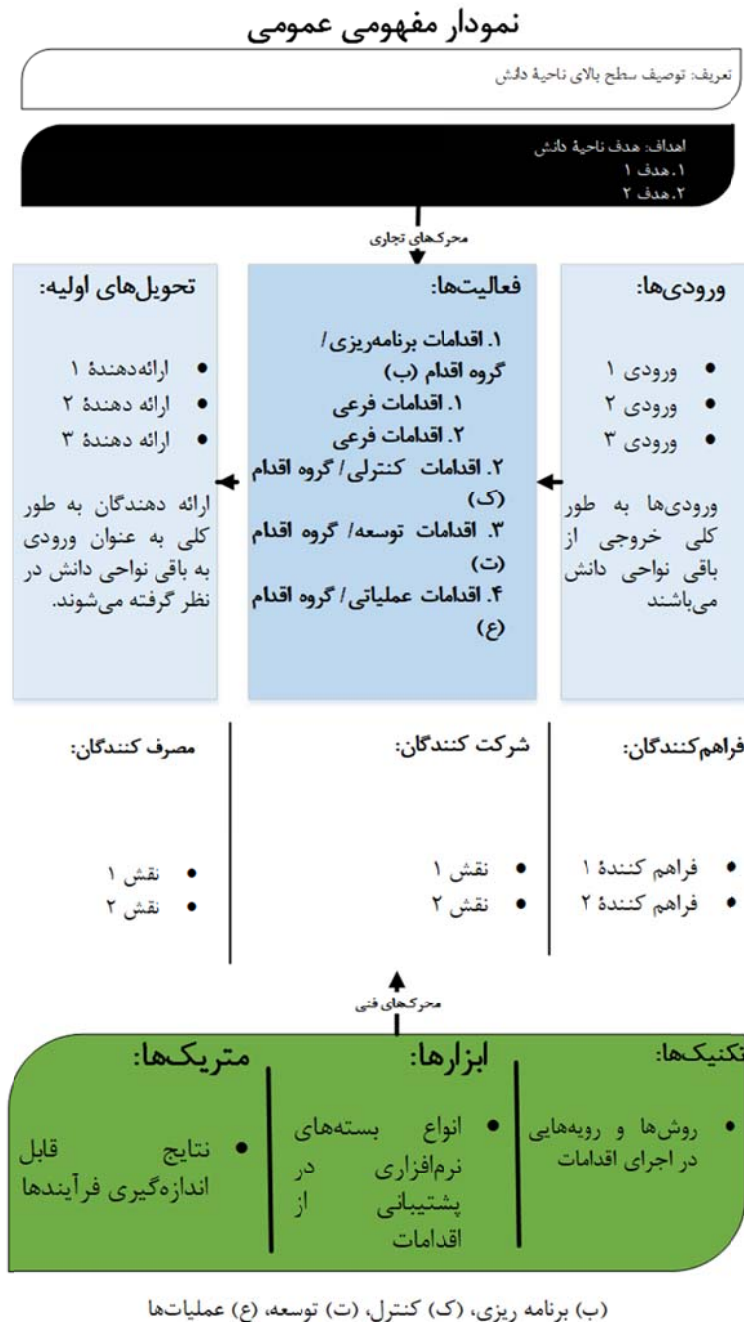 نمودار مفهومی عمومی
تعریف: توصیف سطح بالای ناحیهٔ دانش
اهداف: هدف ناحیهٔ دانش
۱. هدف ۱
۲. هدف ۲
محرک‌های تجاری
ورودی‌ها:
• ورودی ۱
• ورودی ۲
• ورودی ۳
ورودی‌ها به طور
کلی خروجی از
باقی نواحی دانش
می‌باشند
فعالیت‌ها:
۱. اقدامات برنامه‌ریزی/
گروه اقدام (ب)
۱. اقدامات فرعی
۲. اقدامات فرعی
۲. اقدامات کنترلی/ گروه اقدام
(ک)
۳. اقدامات توسعه/ گروه اقدام
(ت)
۴. اقدامات عملیاتی/ گروه اقدام
(ع)
تحویل‌های اولیه:
• ارائه‌دهندهٔ ۱
• ارائه دهندهٔ ۲
• ارائه دهندهٔ ۳
ارائه دهندگان به طور
کلی به عنوان ورودی
به باقی نواحی دانش در
نظر گرفته می‌شوند.
فراهم‌کنندگان:
• فراهم کنندهٔ ۱
• فراهم کنندهٔ ۲
شرکت کنندگان:
• نقش ۱
• نقش ۲
مصرف کنندگان:
• نقش ۱
• نقش ۲
محرک‌های فنی
تکنیک‌ها:
• روش‌ها و رویه‌هایی
در اجرای اقدامات
ابزارها:
• انواع بسته‌های
نرم‌افزاری در
پشتیبانی از
اقدامات
متریک‌ها:
• نتایج قابل
اندازه‌گیری فرآیندها
(ب) برنامه ریزی، (ک) کنترل، (ت) توسعه، (ع) عملیات‌ها